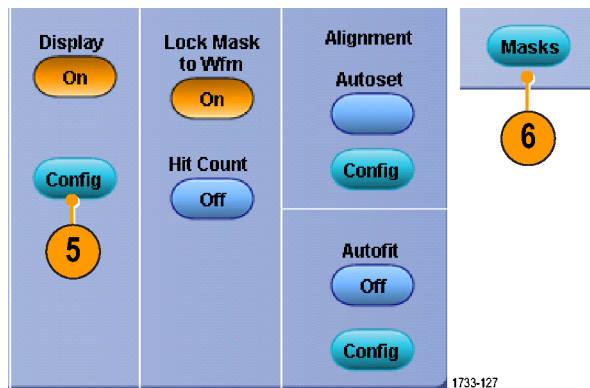 Display
On
Config
5
Lock Mask
to Wfm
On
Hit Count
Off
Alignment
Autoset
Config
Autofit
Off
Config
Masks
6
1733-127